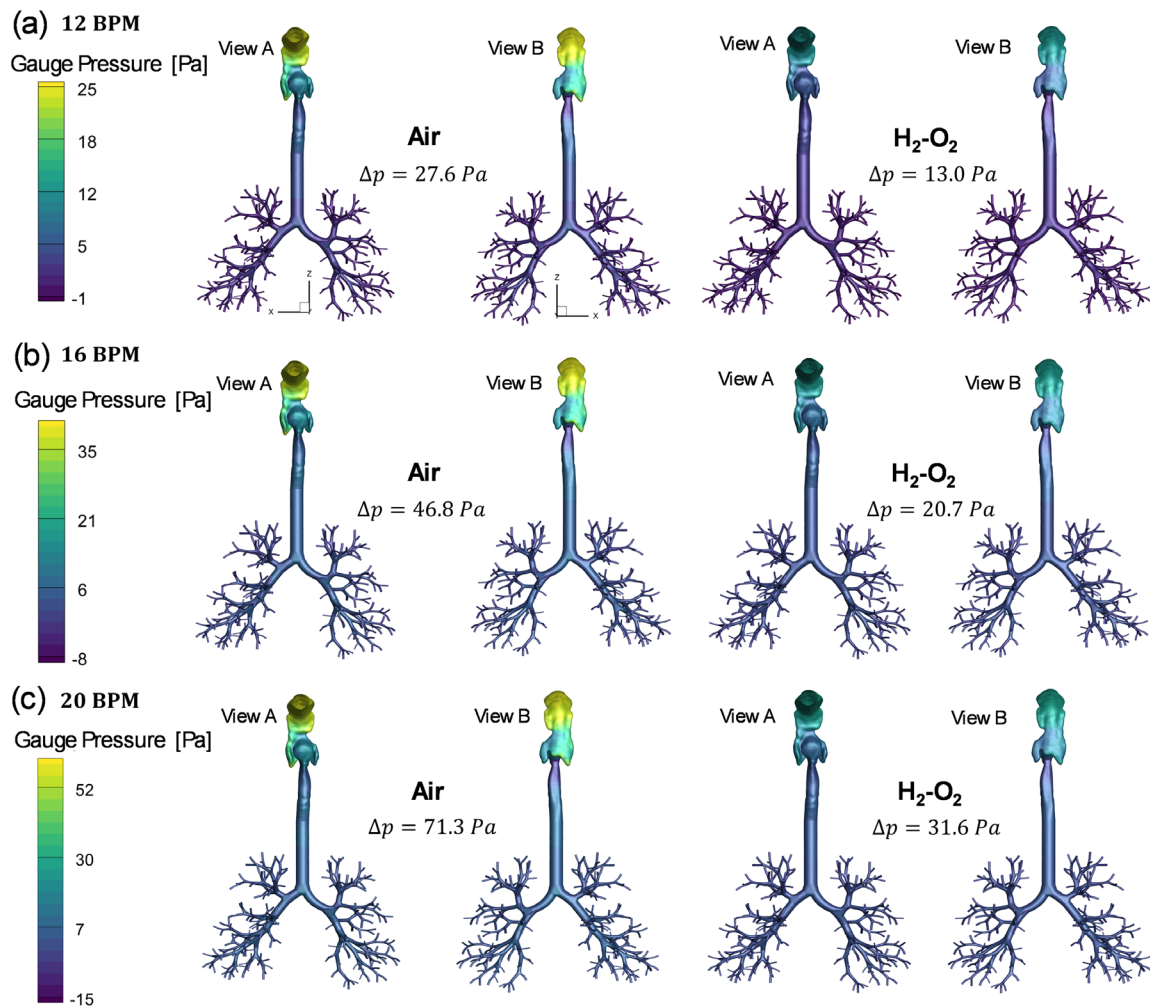 (a) 12 BPM
Gauge Pressure [Pa]
25
18
12
5
-1
View A
View B
Air
Δp = 27.6 Pa
z
x
z
x
View A
View B
H₂-O₂
Δp = 13.0 Pa
(b) 16 BPM
Gauge Pressure [Pa]
35
21
6
-8
View A
View B
Air
Δp = 46.8 Pa
View A
View B
H₂-O₂
Δp = 20.7 Pa
(c) 20 BPM
Gauge Pressure [Pa]
52
30
7
-15
View A
View B
Air
Δp = 71.3 Pa
View A
View B
H₂-O₂
Δp = 31.6 Pa